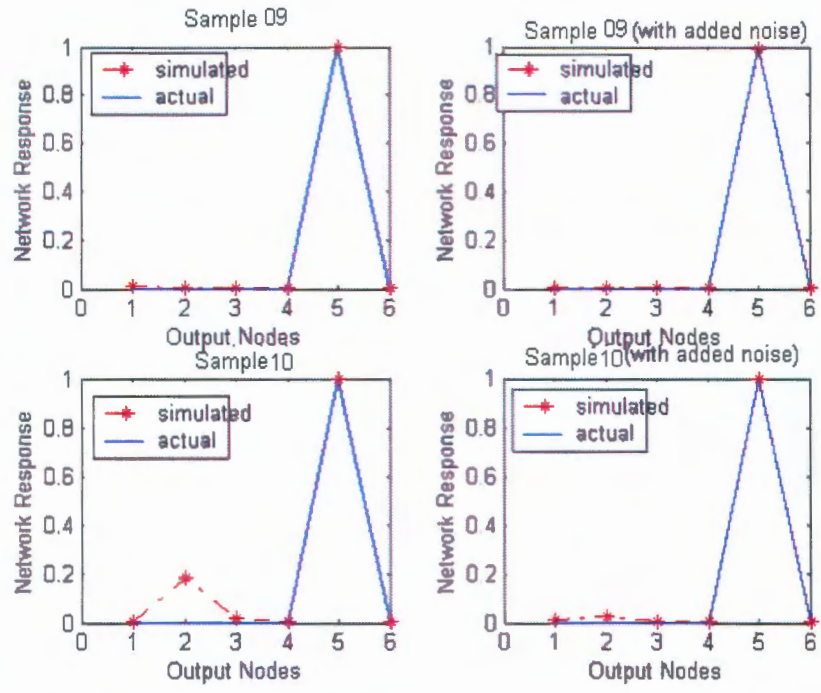 Sample 09
Network Response
1
0.8
0.6
0.4
0.2
0
simulated
actual
0 1 2 3 4 5 6
Output Nodes
Sample 09 (with added noise)
Network Response
1
0.8
0.6
0.4
0.2
0
simulated
actual
0 1 2 3 4 5 6
Output Nodes
Sample 10
Network Response
1
0.8
0.6
0.4
0.2
0
simulated
actual
0 1 2 3 4 5 6
Output Nodes
Sample 10 (with added noise)
Network Response
1
0.8
0.6
0.4
0.2
0
simulated
actual
0 1 2 3 4 5 6
Output Nodes